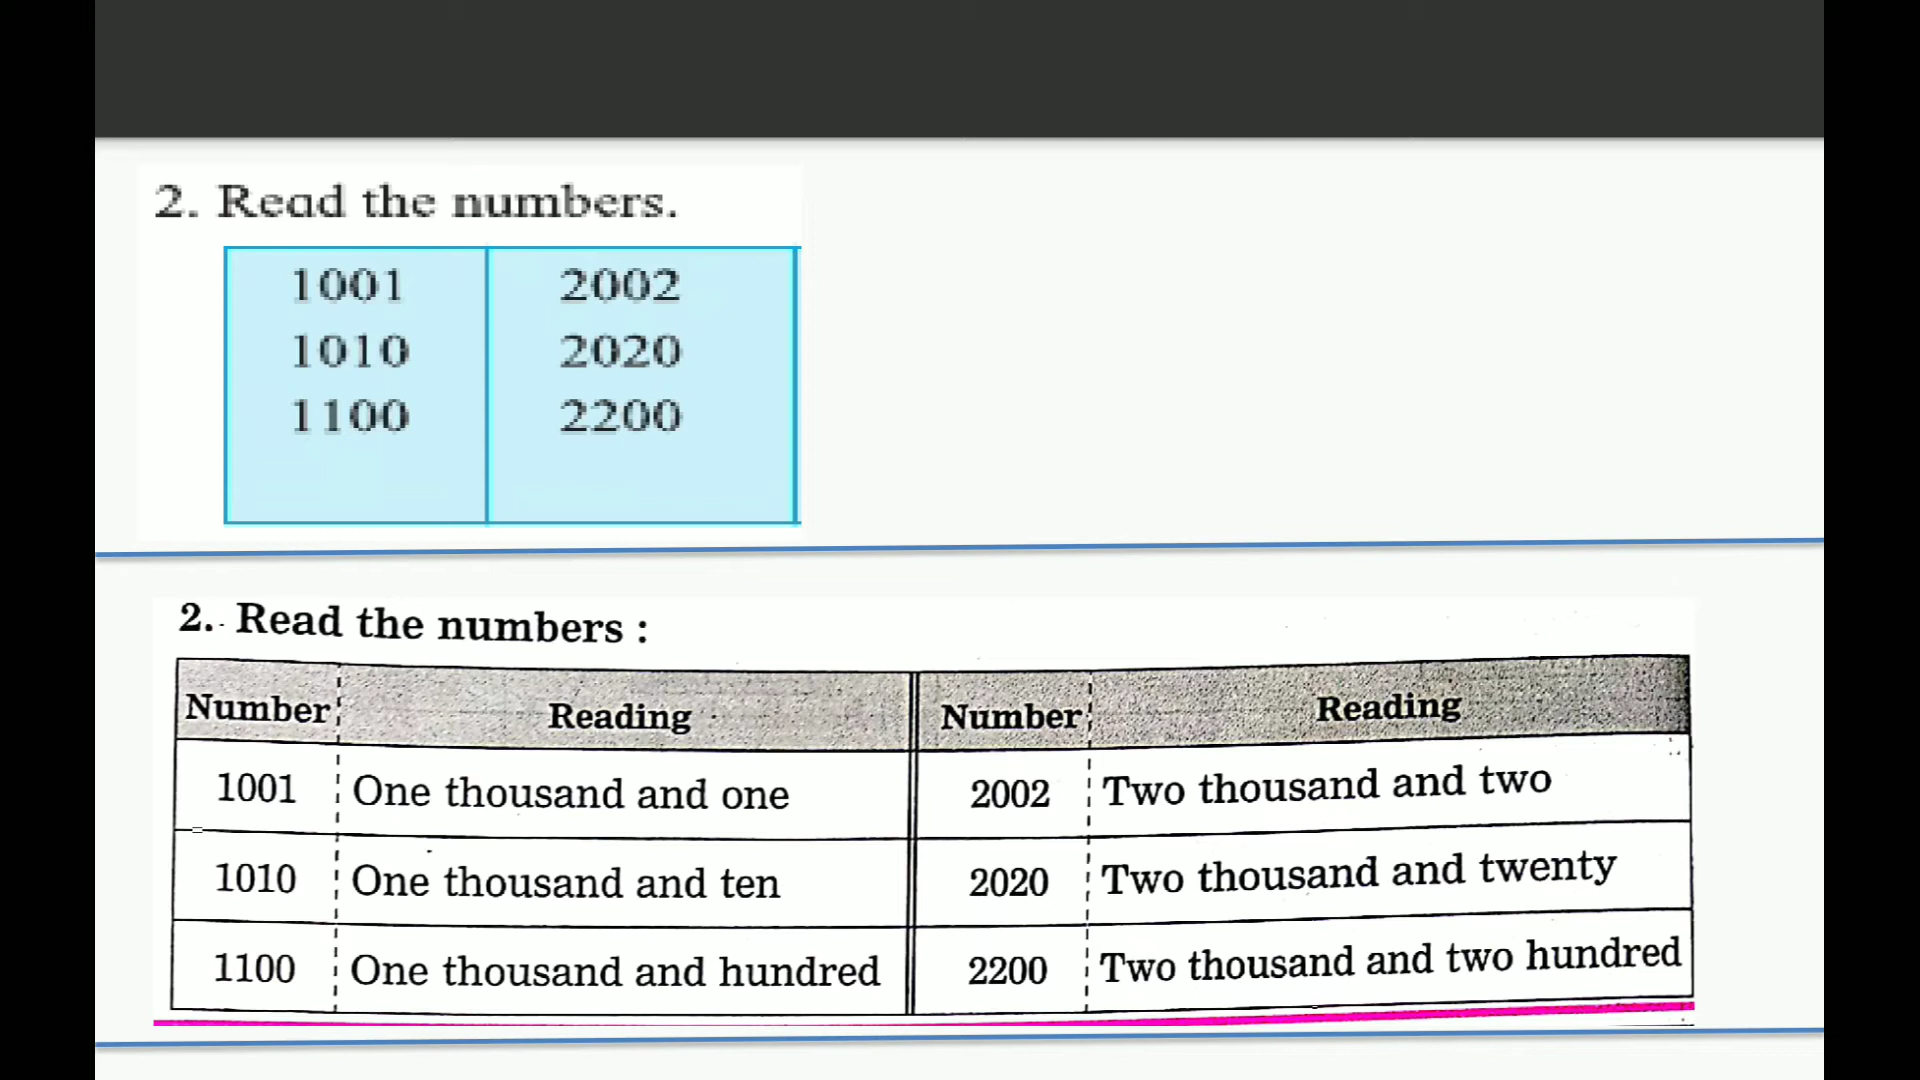 2. Read the numbers.
1001 2002
1010 2020
1100 2200
2. Read the numbers :
Number Reading Number Reading
1001 One thousand and one 2002 Two thousand and two
1010 One thousand and ten 2020 Two thousand and twenty
1100 One thousand and hundred 2200 Two thousand and two hundred